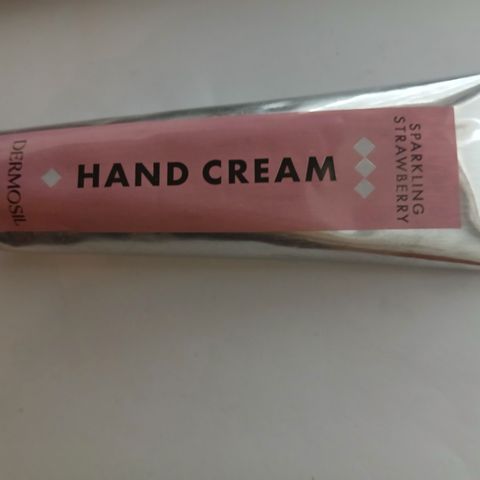 DERMOSIL
HAND CREAM
SPARKLING
STRAWBERRY